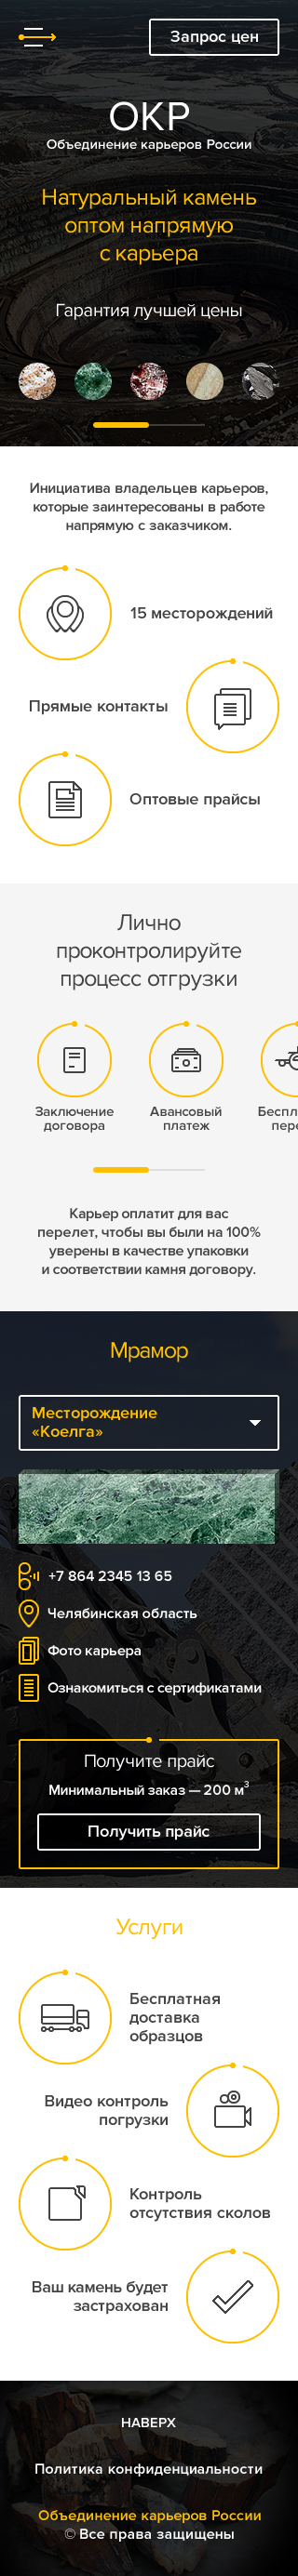 Запрос цен
ОКР
Объединение карьеров России
Натуральный камень
оптом напрямую
с карьера
Гарантия лучшей цены
Инициатива владельцев карьеров,
которые заинтересованы в работе
напрямую с заказчиком.
15 месторождений
Прямые контакты
Оптовые прайсы
Лично
проконтролируйте
процесс отгрузки
Заключение
договора
Авансовый
платеж
Беспл
пере
Карьер оплатит для вас
перелет, чтобы вы были на 100%
уверены в качестве упаковки
и соответствии камня договору.
Мрамор
Месторождение
«Коелга»
+7 864 2345 13 65
Челябинская область
Фото карьера
Ознакомиться с сертификатами
Получите прайс
Минимальный заказ — 200 м³
Получить прайс
Услуги
Бесплатная
доставка
образцов
Видео контроль
погрузки
Контроль
отсутствия сколов
Ваш камень будет
застрахован
НАВЕРХ
Политика конфиденциальности
Объединение карьеров России
© Все права защищены